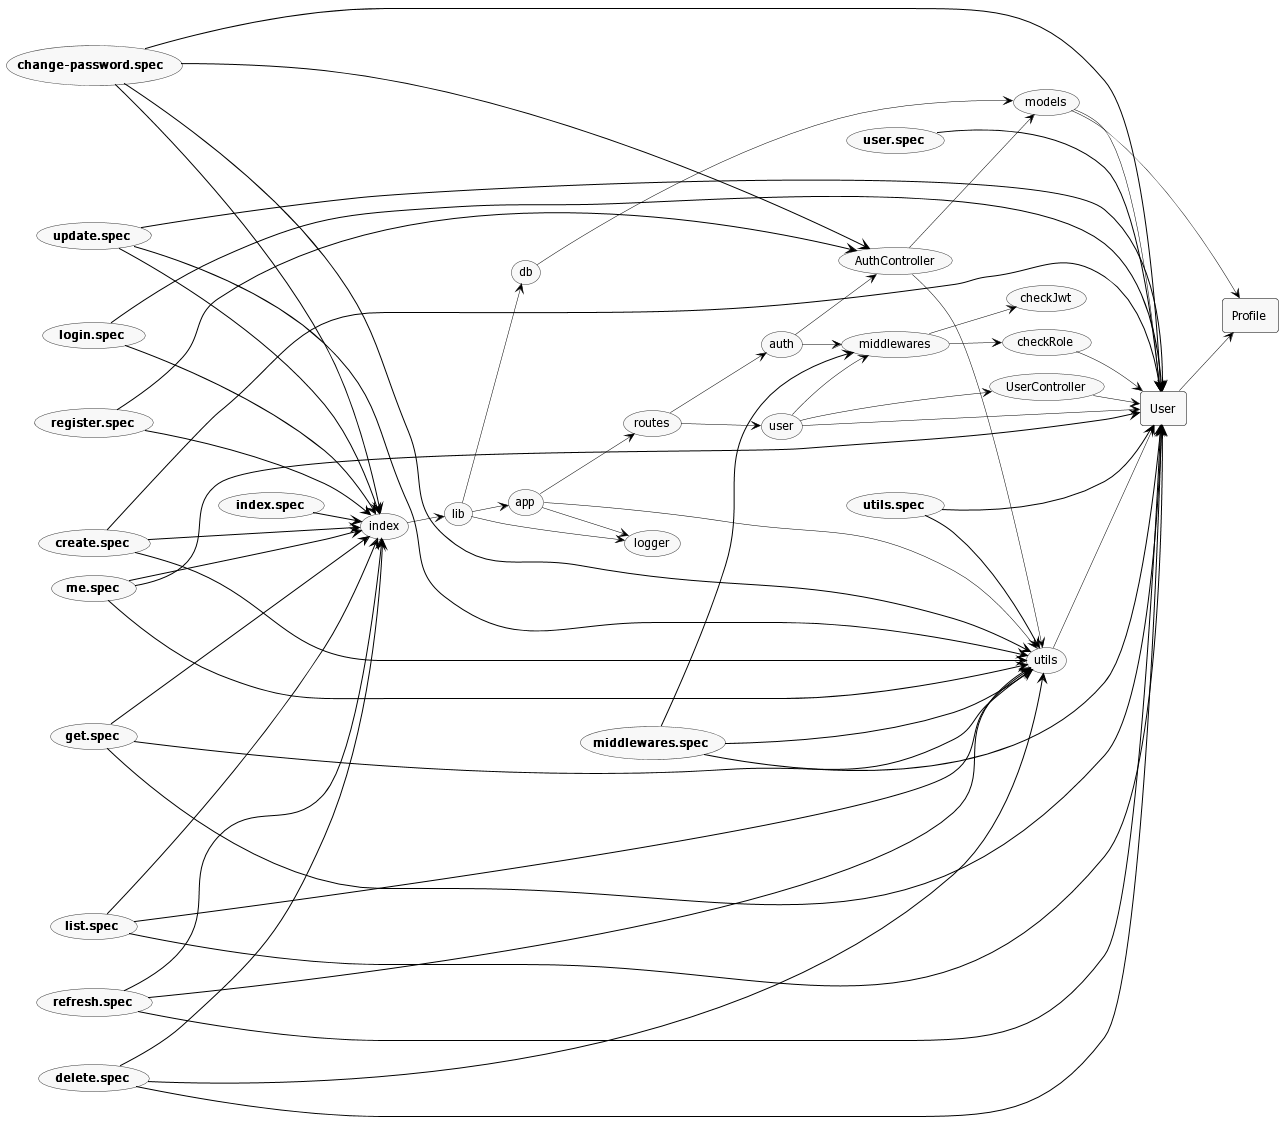 change-password.spec
models
user.spec
update.spec
AuthController
db
checkJwt
Profile
login.spec
auth
middlewares
checkRole
UserController
User
register.spec
routes
user
index.spec
lib
app
utils.spec
index
create.spec
logger
me.spec
utils
get.spec
middlewares.spec
list.spec
refresh.spec
delete.spec